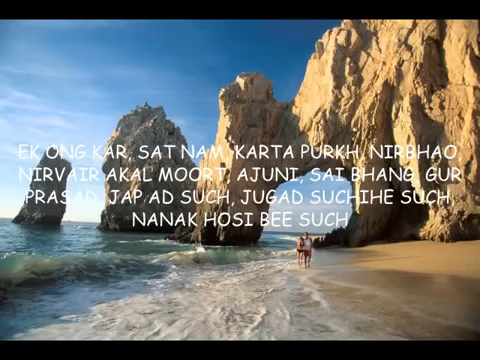 EK ONG KAR, SAT NAM, KARTA PURKH, NIRBHAO,
NIRVAIR AKAL MOORT, AJUNI, SAI BHANG, GUR
PRASAD, JAP AD SUCH, JUGAD SUCHIHE SUCH,
NANAK HOSI BEE SUCH